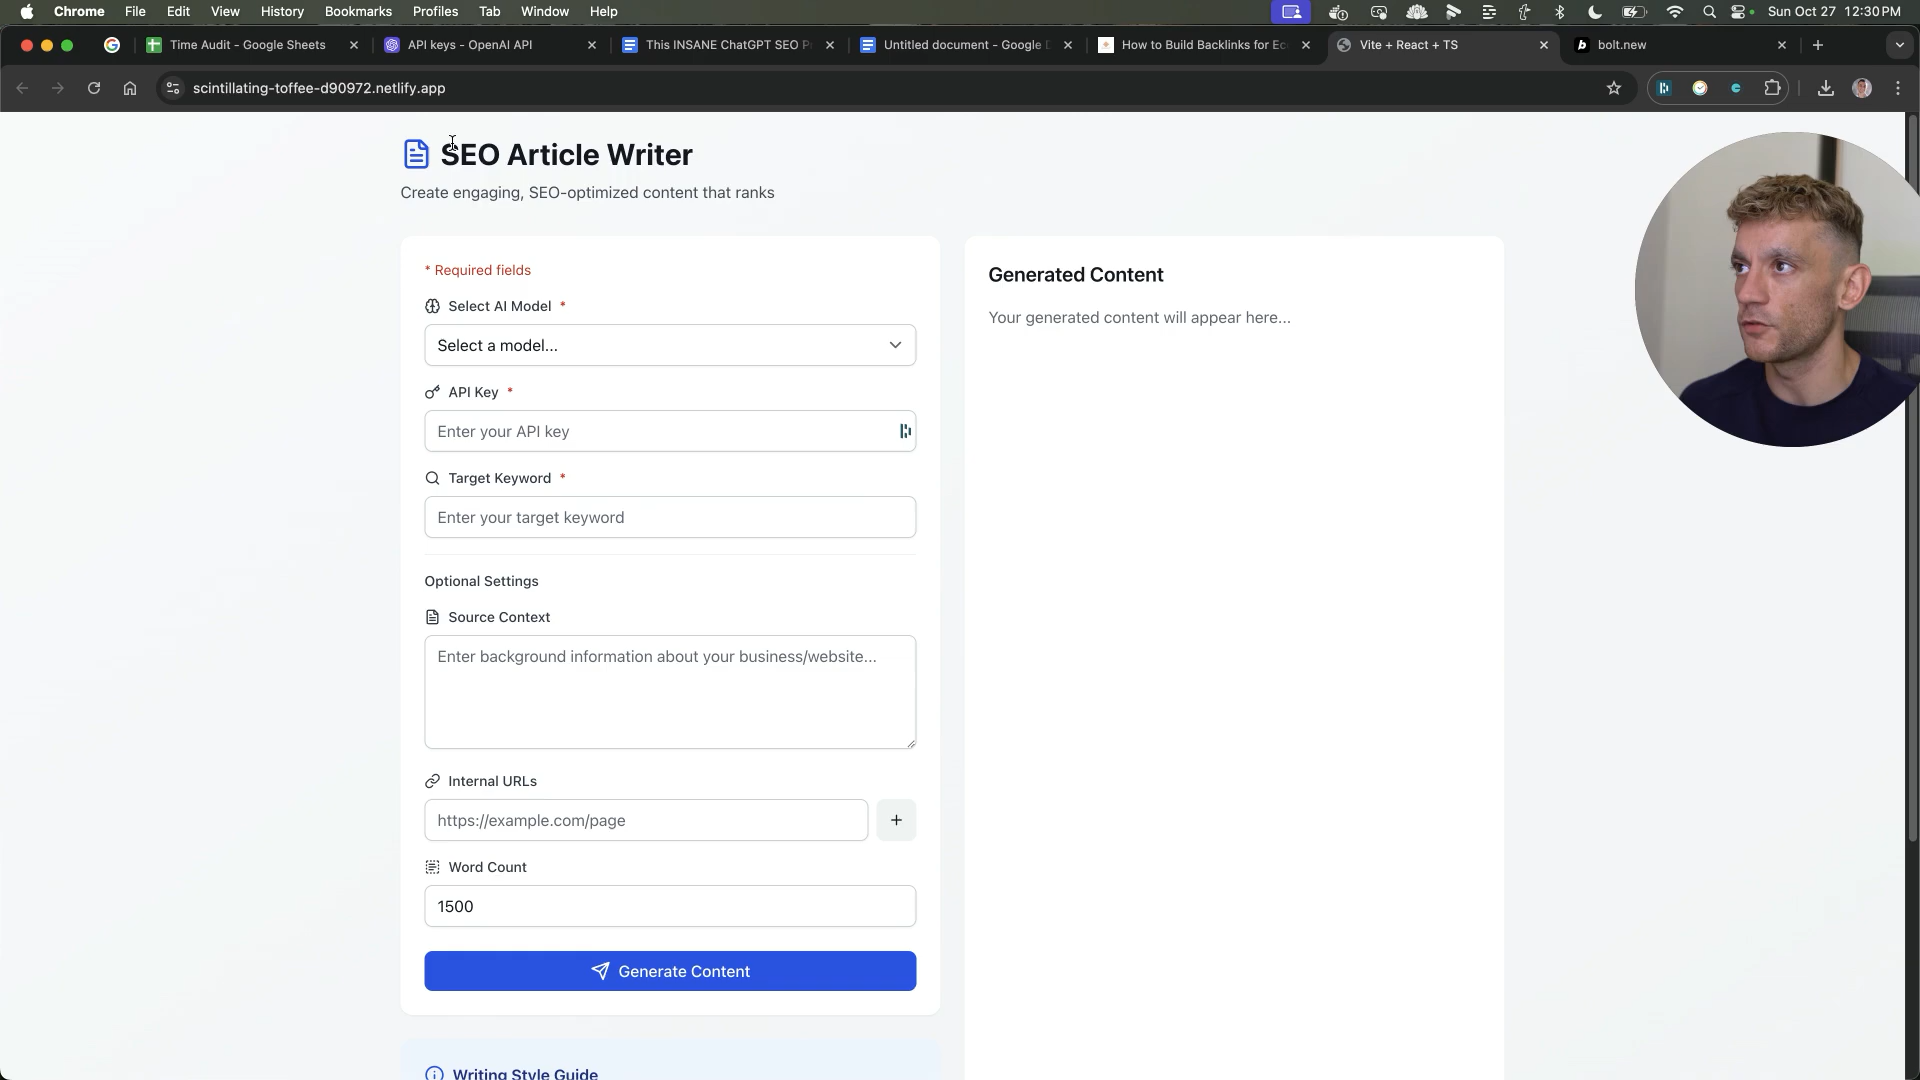 Chrome File Edit View History Bookmarks Profiles Tab Window Help Sun Oct 27 12:30 PM
Time Audit - Google Sheets API keys - OpenAI API This INSANE ChatGPT SEO Untitled document - Google How to Build Backlinks for Vite + React + TS bolt.new
scintillating-toffee-d90972.netlify.app
SEO Article Writer
Create engaging, SEO-optimized content that ranks
* Required fields
Select AI Model *
Select a model...
API Key *
Enter your API key
Target Keyword *
Enter your target keyword
Optional Settings
Source Context
Enter background information about your business/website...
Internal URLs
https://example.com/page
+
Word Count
1500
Generate Content
Writing Style Guide
Generated Content
Your generated content will appear here...